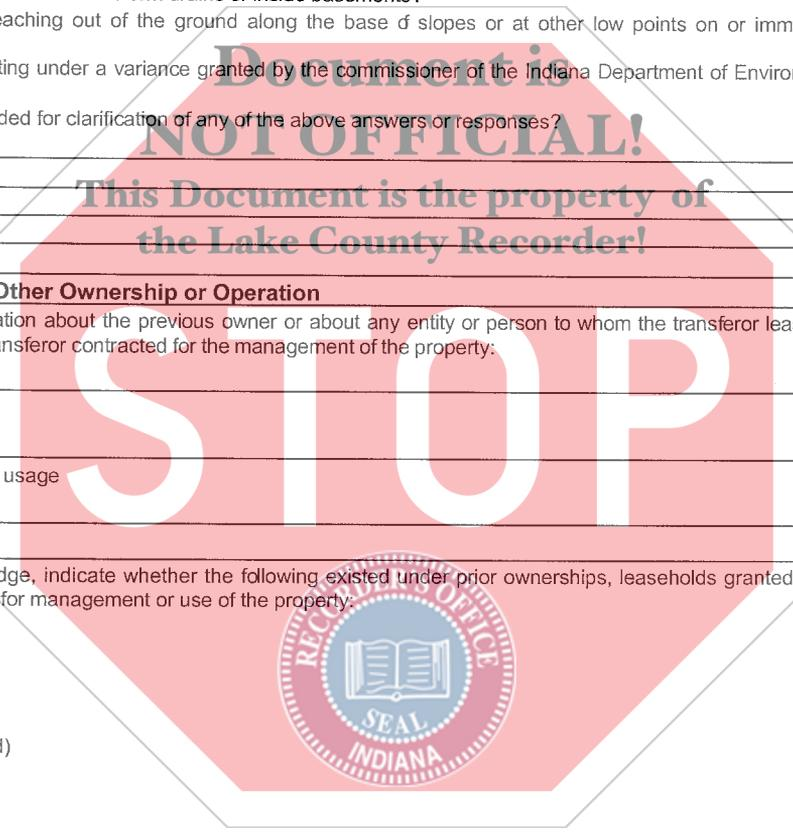 eaching out of the ground along the base of slopes or at other low points on or imm
Document is
ting under a variance granted by the commissioner of the Indiana Department of Enviro
ded for clarification of any of the above answers or responses?
NOT OFFICIAL!
This Document is the property of
the Lake County Recorder!
Other Ownership or Operation
ation about the previous owner or about any entity or person to whom the transferor lea
nsferor contracted for the management of the property:
STOP
usage
dge, indicate whether the following existed under prior ownerships, leaseholds granted
for management or use of the property:
RECORDER'S OFFICE
SEAL
INDIANA
d)